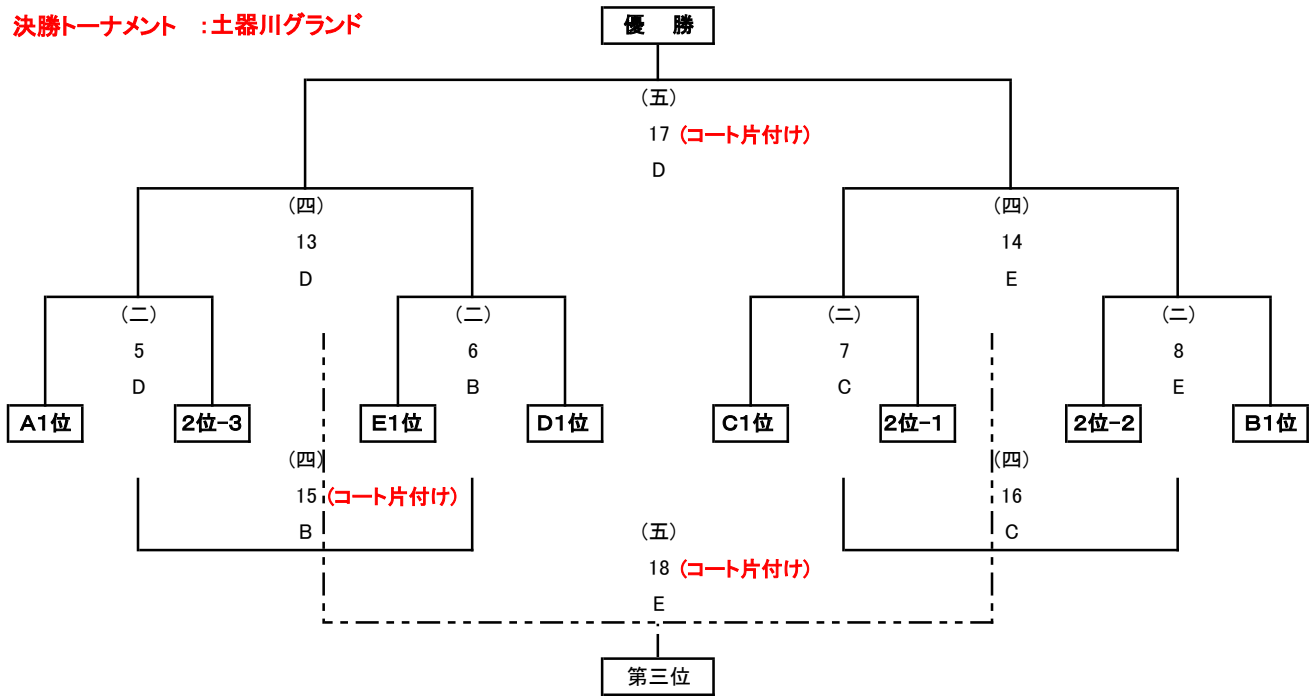 決勝トーナメント　：土器川グランド
優　勝
(五)
17 (コート片付け)
D
(四) (四)
13 14
D E
(二) (二) (二) (二)
5 6 7 8
D B C E
A1位 2位-3 E1位 D1位 C1位 2位-1 2位-2 B1位
(四) (四)
15 (コート片付け) 16
B (五) C
18 (コート片付け)
E
第三位